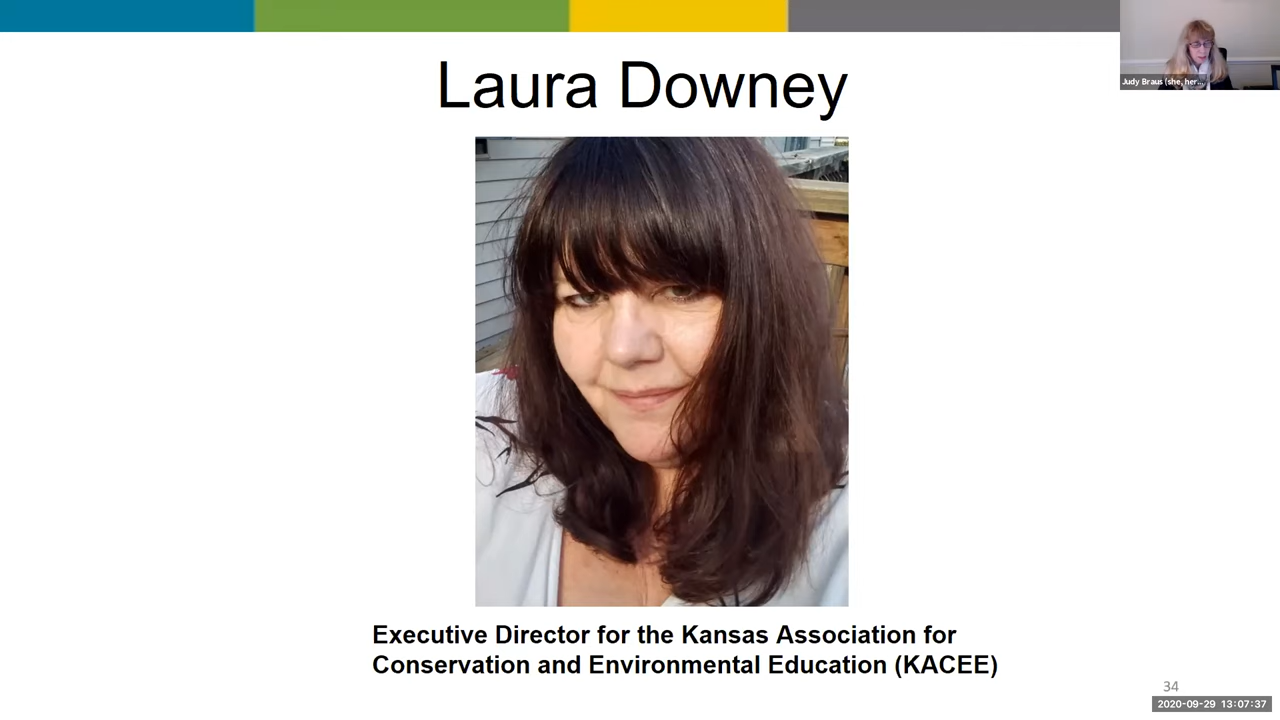 Laura Downey
Judy Braus (she, her...
Executive Director for the Kansas Association for
Conservation and Environmental Education (KACEE)
34
2020-09-29 13:07:37